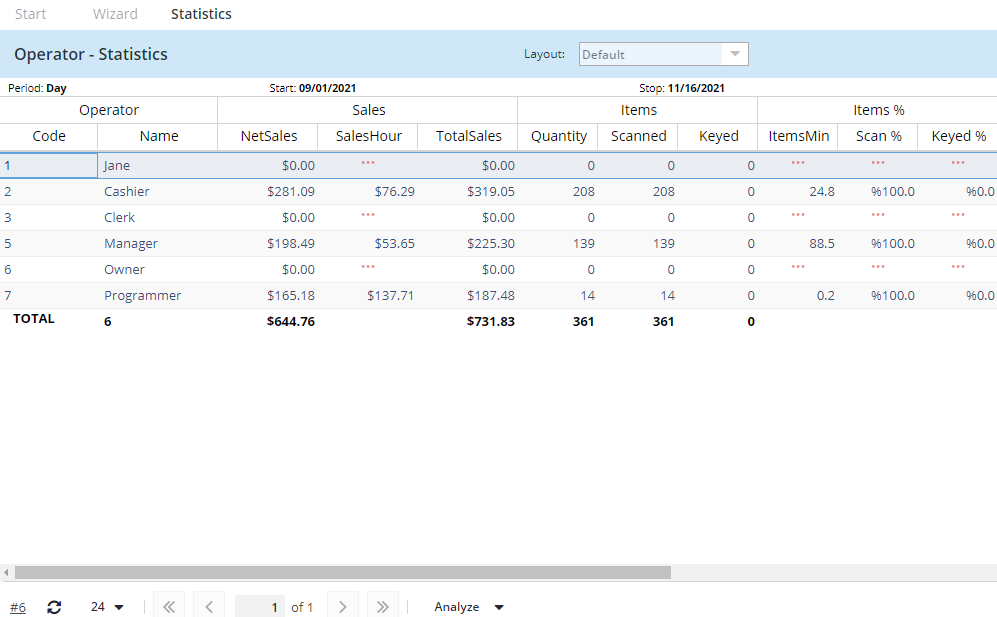 Start Wizard Statistics
Operator - Statistics Layout: Default
Period: Day Start: 09/01/2021 Stop: 11/16/2021
Operator Sales Items Items %
Code Name NetSales SalesHour TotalSales Quantity Scanned Keyed ItemsMin Scan % Keyed %
1 Jane $0.00 *** $0.00 0 0 0 *** *** ***
2 Cashier $281.09 $76.29 $319.05 208 208 0 24.8 %100.0 %0.0
3 Clerk $0.00 *** $0.00 0 0 0 *** *** ***
5 Manager $198.49 $53.65 $225.30 139 139 0 88.5 %100.0 %0.0
6 Owner $0.00 *** $0.00 0 0 0 *** *** ***
7 Programmer $165.18 $137.71 $187.48 14 14 0 0.2 %100.0 %0.0
TOTAL 6 $644.76 $731.83 361 361 0
#6 24 1 of 1 Analyze